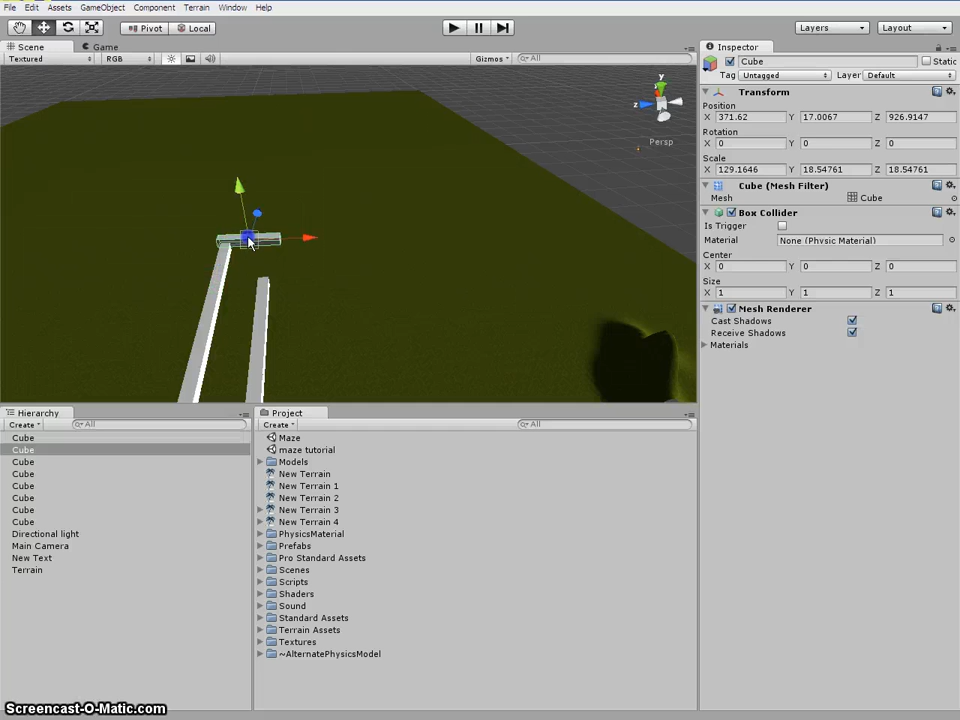 File Edit Assets GameObject Component Terrain Window Help
Pivot Local Layers Layout
Scene Game
Textured RGB Gizmos All
y
z
Persp
Inspector
Cube Static
Tag Untagged Layer Default
Transform
Position
X 371.62 Y 17.0067 Z 926.9147
Rotation
X 0 Y 0 Z 0
Scale
X 129.1646 Y 18.54761 Z 18.54761
Cube (Mesh Filter)
Mesh Cube
Box Collider
Is Trigger
Material None (Physic Material)
Center
X 0 Y 0 Z 0
Size
X 1 Y 1 Z 1
Mesh Renderer
Cast Shadows
Receive Shadows
Materials
Hierarchy
Create All
Cube
Cube
Cube
Cube
Cube
Cube
Cube
Cube
Directional light
Main Camera
New Text
Terrain
Project
Create All
Maze
maze tutorial
Models
New Terrain
New Terrain 1
New Terrain 2
New Terrain 3
New Terrain 4
PhysicsMaterial
Prefabs
Pro Standard Assets
Scenes
Scripts
Shaders
Sound
Standard Assets
Terrain Assets
Textures
~AlternatePhysicsModel
Screencast-O-Matic.com